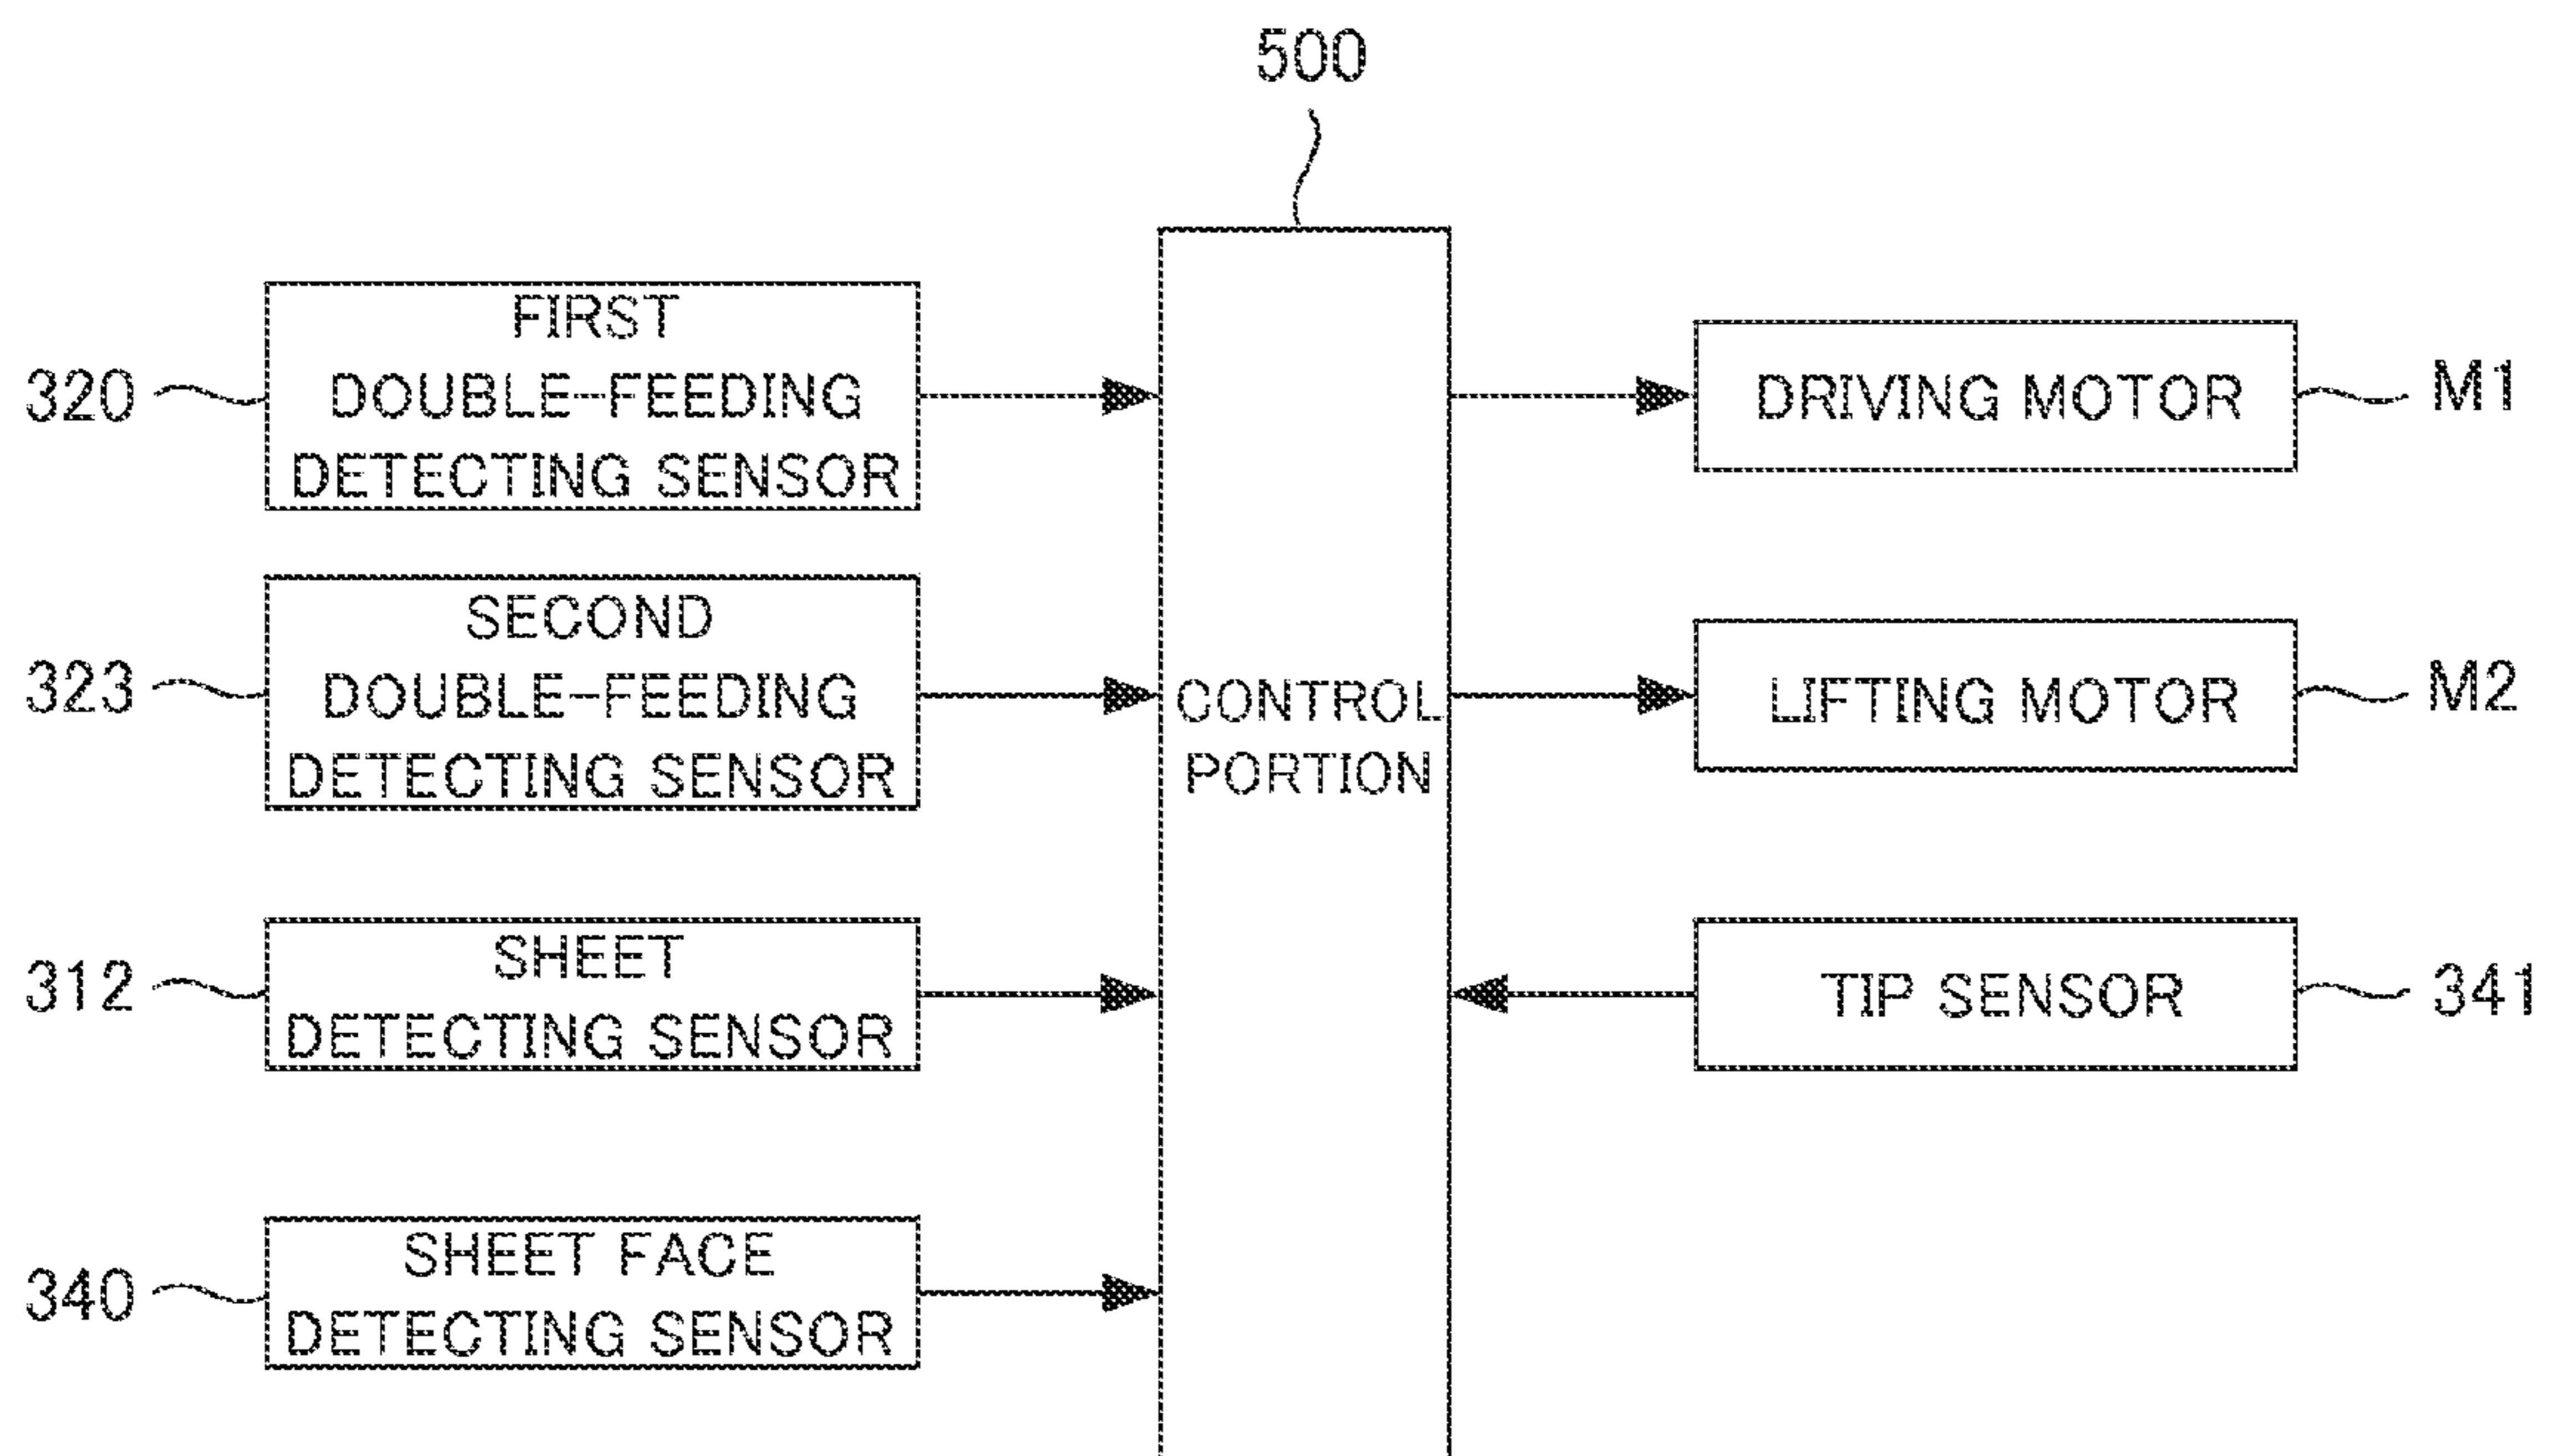 500
320
FIRST
DOUBLE-FEEDING
DETECTING SENSOR
DRIVING MOTOR
M1
323
SECOND
DOUBLE-FEEDING
DETECTING SENSOR
CONTROL
PORTION
LIFTING MOTOR
M2
312
SHEET
DETECTING SENSOR
TIP SENSOR
341
340
SHEET FACE
DETECTING SENSOR